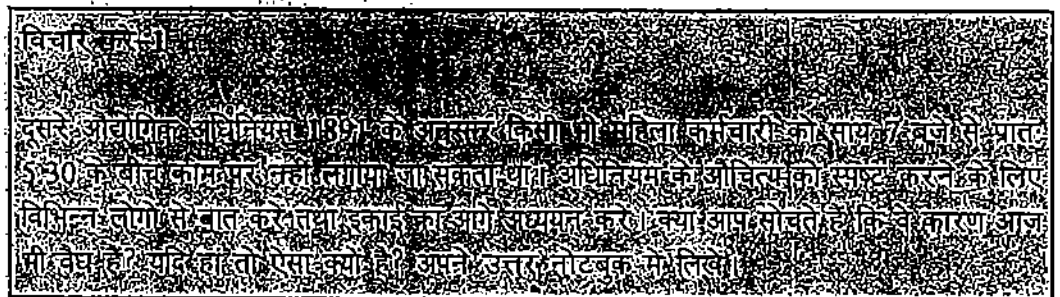 विचार करें-1
दूसरे औद्योगिक अधिनियम 1891 के अनुसार किसी भी महिला कर्मचारी को सायं 7 बजे से प्रातः
5.30 के बीच काम पर नहीं लगाया जा सकता था। अधिनियम के औचित्य को स्पष्ट करने के लिए
विभिन्न लोगों से बात करें तथा इकाई का आगे अध्ययन करें। क्या आप सोचते हैं कि वे कारण आज
भी वैध हैं? यदि हां तो ऐसा क्यों है? अपने उत्तर नोटबुक में लिखें।